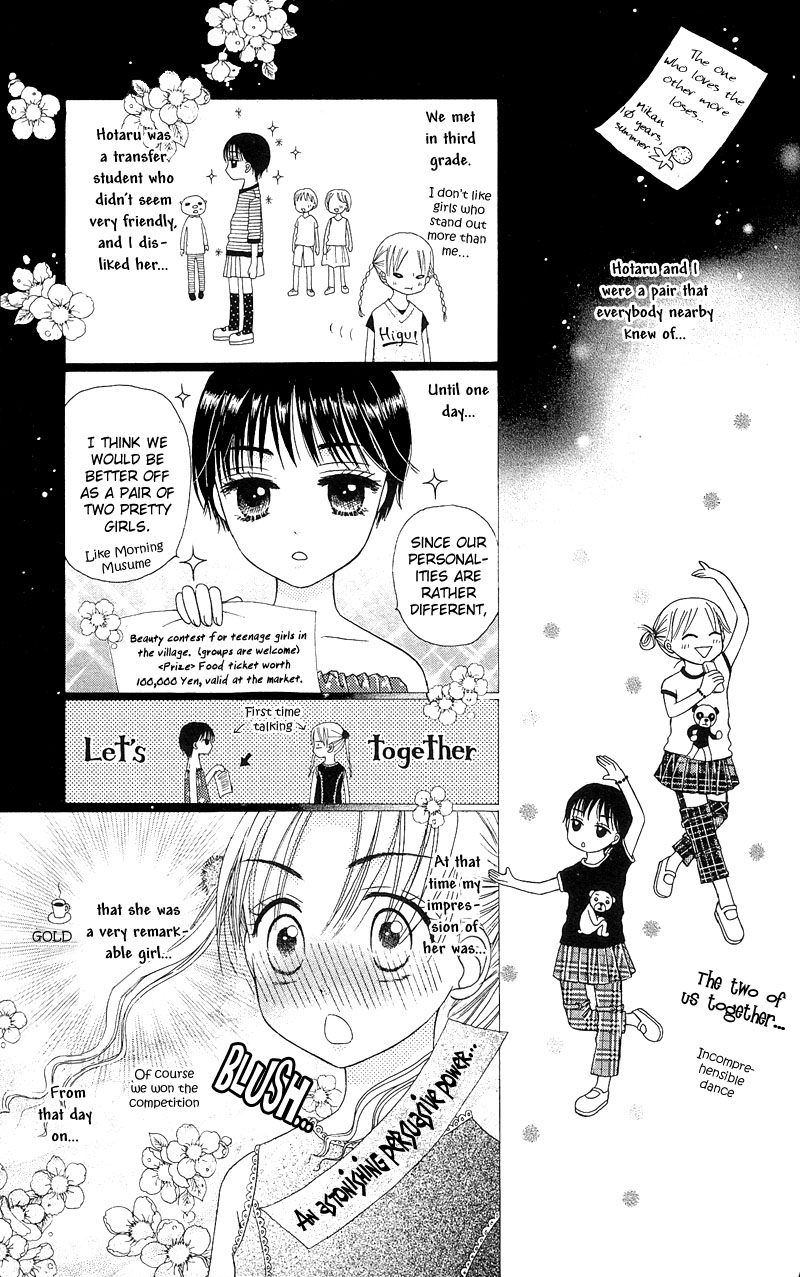 The one
who loves the
other more
loses...
Mikan
10 years,
summer.
Hotaru and I
were a pair that
everybody nearby
knew of...
The two of
us together...
Incompre-
hensible
dance
We met
in third
grade.
I don't like
girls who
stand out
more than
me...
Higu!
Hotaru was
a transfer
student who
didn't seem
very friendly,
and I dis-
liked her...
Until one
day...
SINCE OUR
PERSONAL-
ITIES ARE
RATHER
DIFFERENT,
I THINK WE
WOULD BE
BETTER OFF
AS A PAIR OF
TWO PRETTY
GIRLS.
Like Morning
Musume
Beauty contest for teenage girls in
the village. (groups are welcome)
<Prize> Food ticket worth
100,000 Yen, valid at the market.
First time
talking
Let's together
At that
time my
impres-
sion of
her was...
that she was
a very remark-
able girl...
GOLD
BLUSH...
An astonishing persuasive power...
Of course
we won the
competition
From
that day
on...